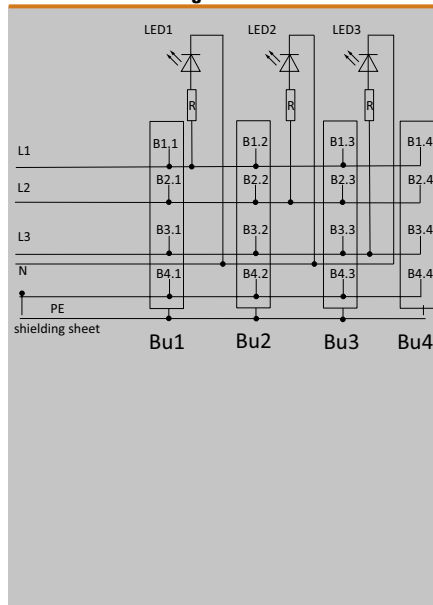 LED1 LED2 LED3
R R R
B1.1 B1.2 B1.3 B1.4
L1
B2.1 B2.2 B2.3 B2.4
L2
B3.1 B3.2 B3.3 B3.4
L3
N
B4.1 B4.2 B4.3 B4.4
PE
shielding sheet
Bu1 Bu2 Bu3 Bu4